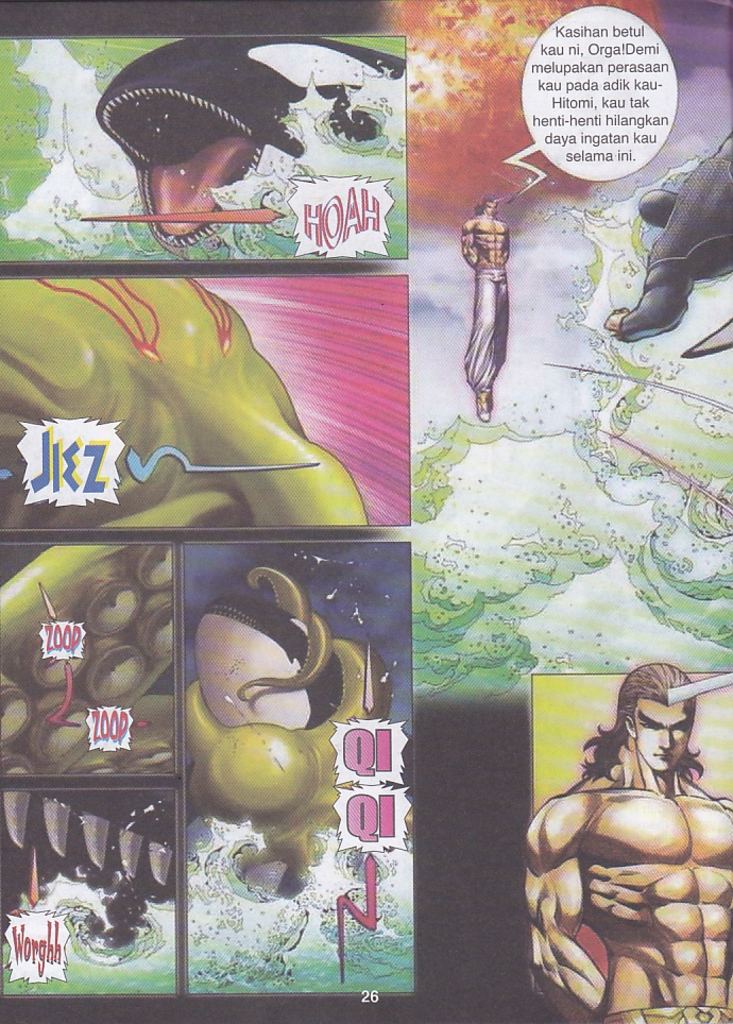 HOAH
JIEZ
ZOOP
ZOOP
Worghh
QI
QI
Kasihan betul
kau ni, Orga!Demi
melupakan perasaan
kau pada adik kau-
Hitomi, kau tak
henti-henti hilangkan
daya ingatan kau
selama ini.
26